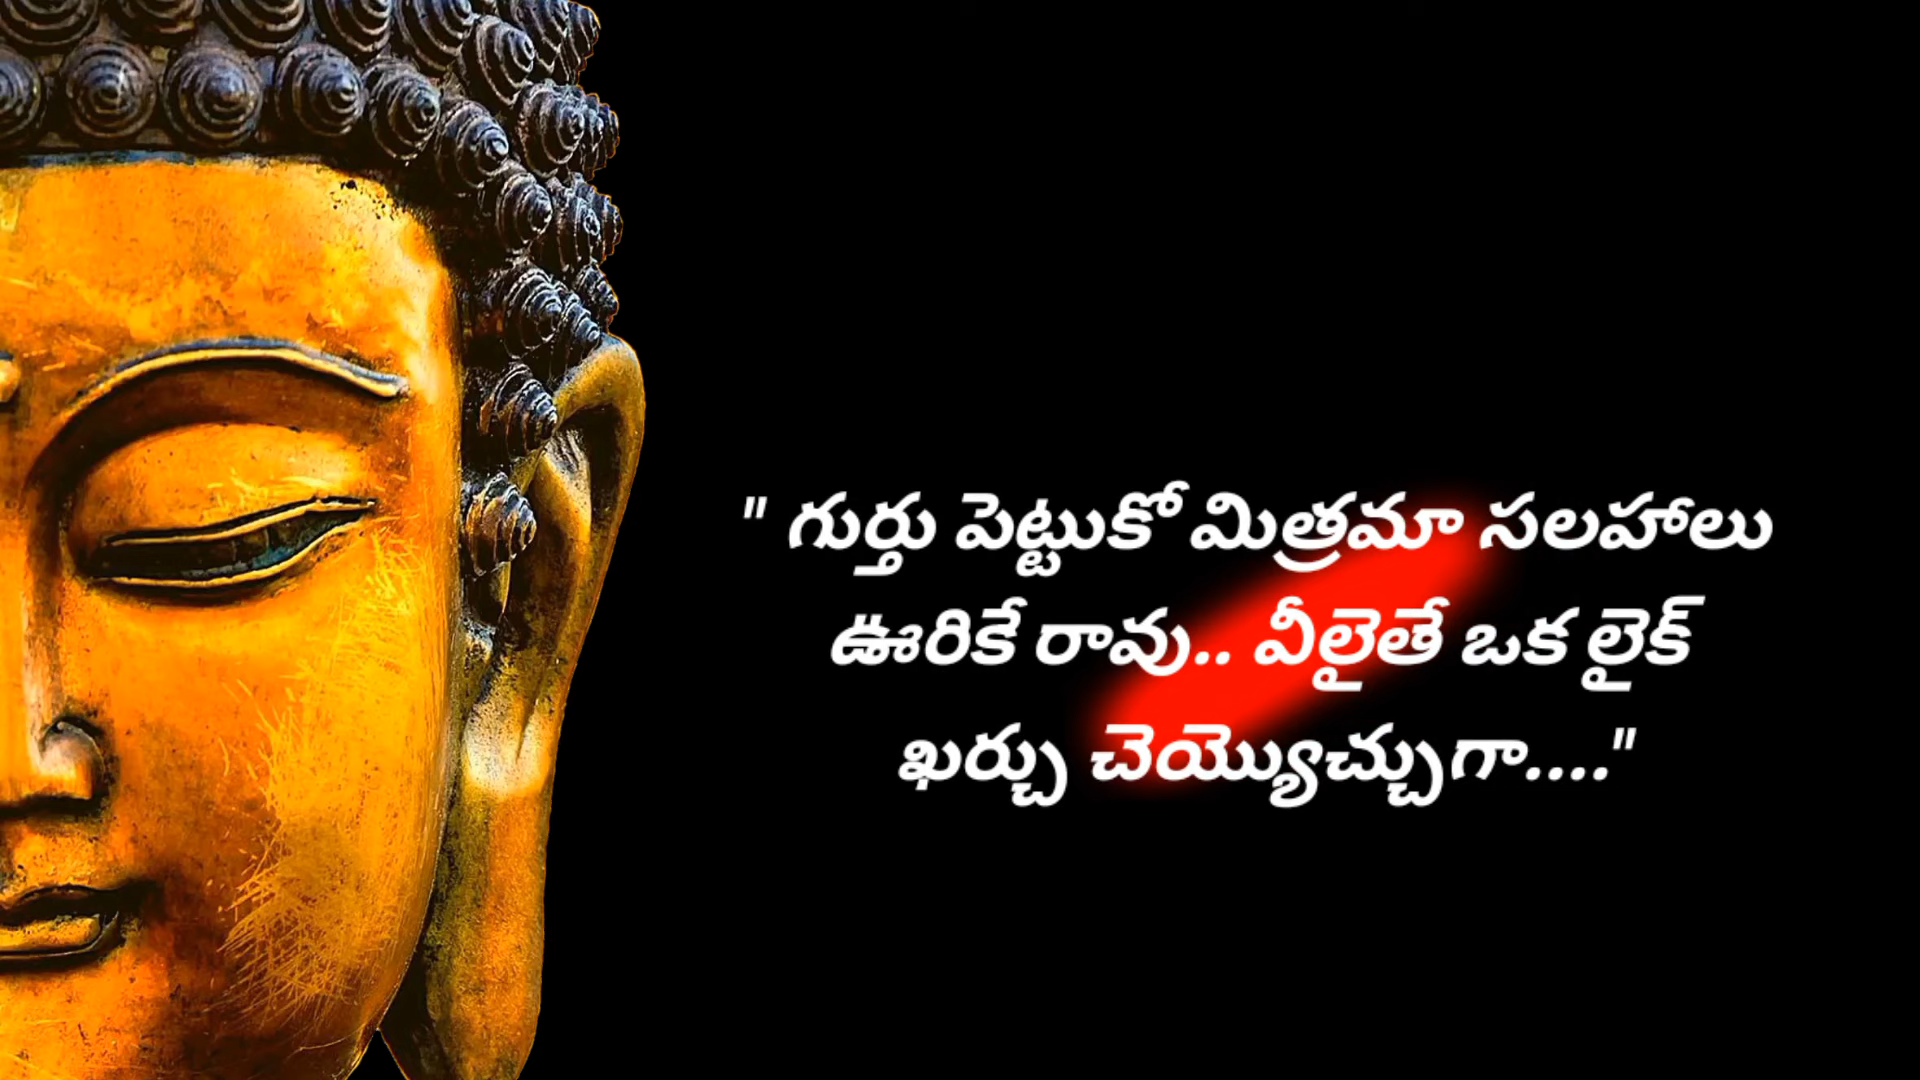 " గుర్తు పెట్టుకో మిత్రమా సలహాలు
ఊరికే రావు.. వీలైతే ఒక లైక్
ఖర్చు చెయ్యొచ్చుగా...."